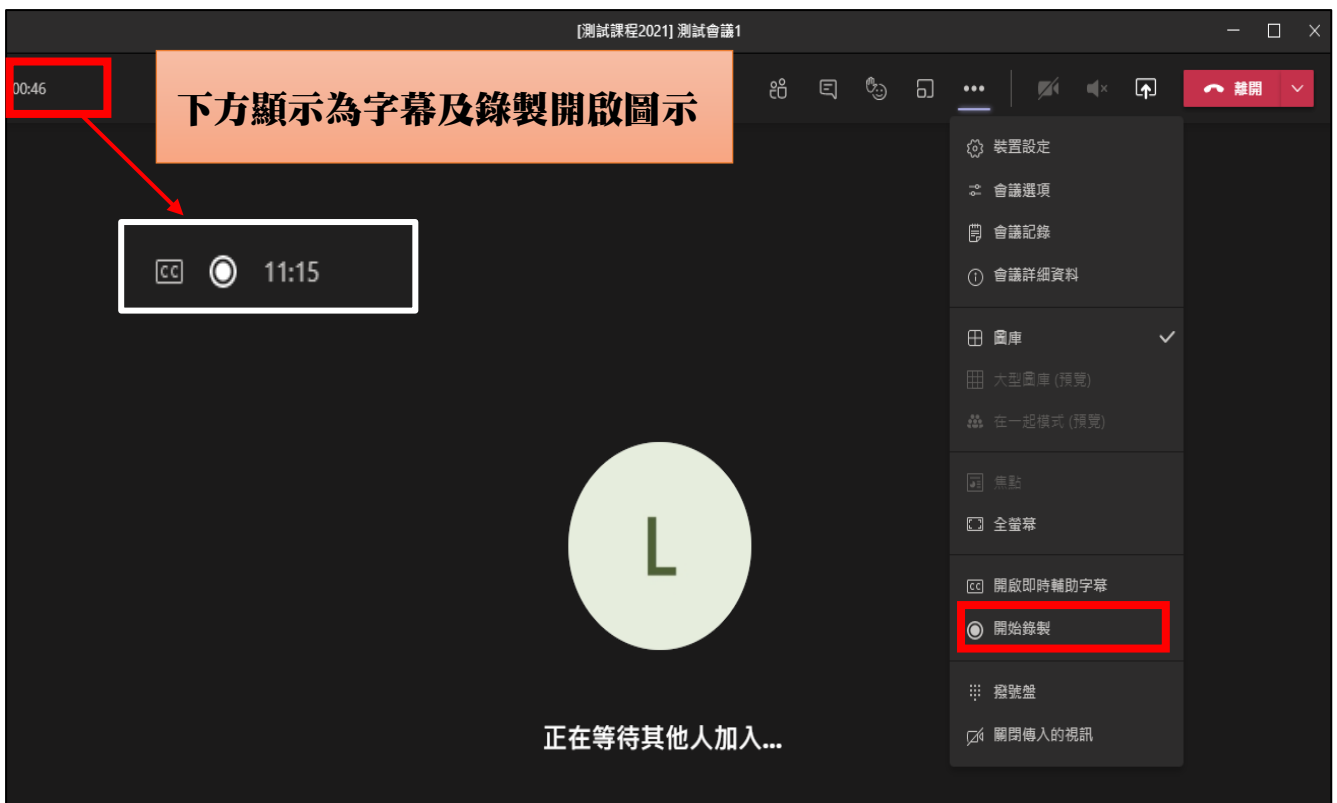 [測試課程2021] 測試會議1
00:46
離開
下方顯示為字幕及錄製開啟圖示
CC 11:15
裝置設定
會議選項
會議記錄
會議詳細資料
圖庫
大型圖庫 (預覽)
在一起模式 (預覽)
焦點
全螢幕
CC 開啟即時輔助字幕
開始錄製
撥號盤
關閉傳入的視訊
L
正在等待其他人加入...